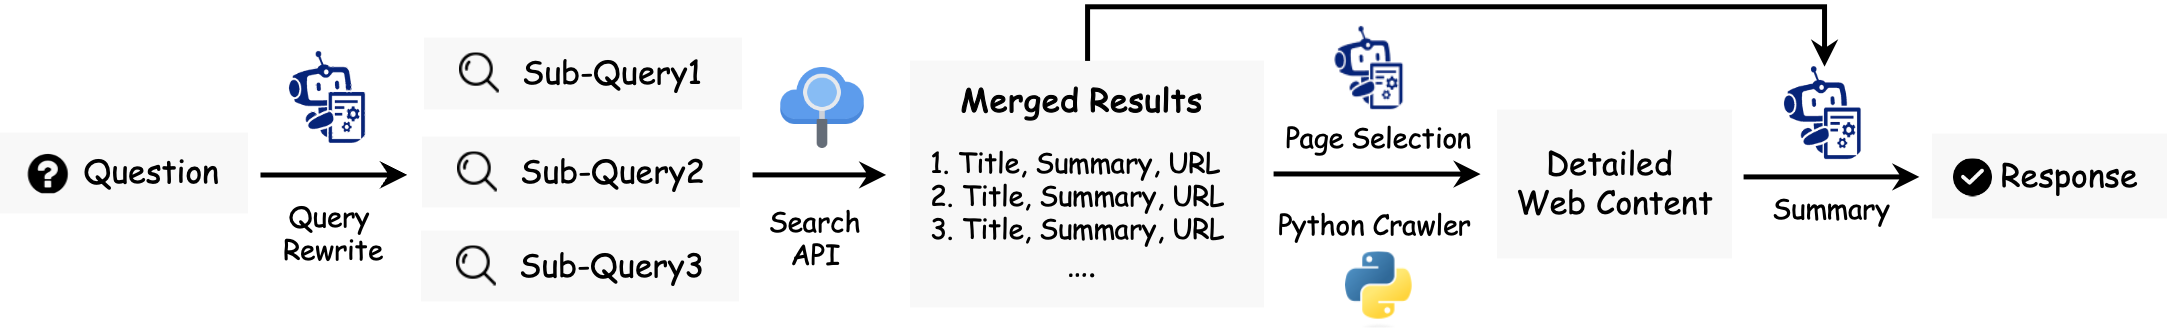 Question
Query
Rewrite
Sub-Query1
Sub-Query2
Sub-Query3
Search
API
Merged Results
1. Title, Summary, URL
2. Title, Summary, URL
3. Title, Summary, URL
....
Page Selection
Python Crawler
Detailed
Web Content
Summary
Response